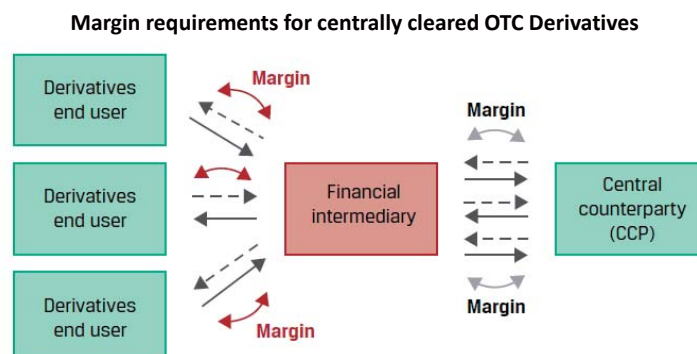 Margin requirements for centrally cleared OTC Derivatives
Derivatives
end user
Margin
Margin
Derivatives
end user
Financial
intermediary
Central
counterparty
(CCP)
Derivatives
end user
Margin
Margin